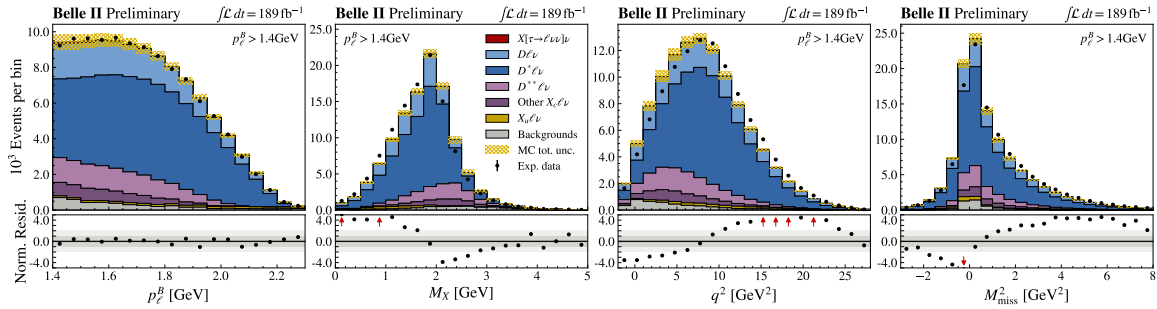 Belle II Preliminary ∫ℒ dt = 189 fb⁻¹
p_ℓ^B > 1.4GeV
10³ Events per bin
10.0
8.0
6.0
4.0
2.0
0.0
Norm. Resid.
4.0
0.0
-4.0
1.4 1.6 1.8 2.0 2.2
p_ℓ^B [GeV]
Belle II Preliminary ∫ℒ dt = 189 fb⁻¹
p_ℓ^B > 1.4GeV
X[τ→ℓνν]ν
Dℓν
D*ℓν
D**ℓν
Other X_cℓν
X_uℓν
Backgrounds
MC tot. unc.
Exp. data
25.0
20.0
15.0
10.0
5.0
0.0
4.0
0.0
-4.0
0 1 2 3 4 5
M_X [GeV]
Belle II Preliminary ∫ℒ dt = 189 fb⁻¹
p_ℓ^B > 1.4GeV
12.0
10.0
8.0
6.0
4.0
2.0
0.0
4.0
0.0
-4.0
0 5 10 15 20 25
q² [GeV²]
Belle II Preliminary ∫ℒ dt = 189 fb⁻¹
p_ℓ^B > 1.4GeV
25.0
20.0
15.0
10.0
5.0
0.0
4.0
0.0
-4.0
−2 0 2 4 6 8
M²_miss [GeV²]